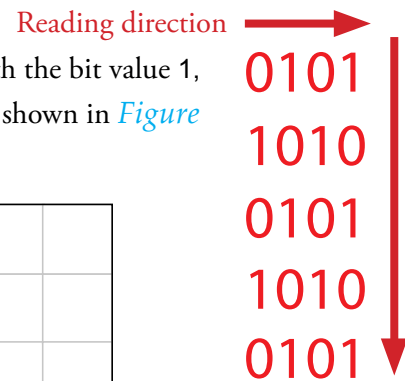 Reading direction
h the bit value 1,
shown in Figure
0101
1010
0101
1010
0101